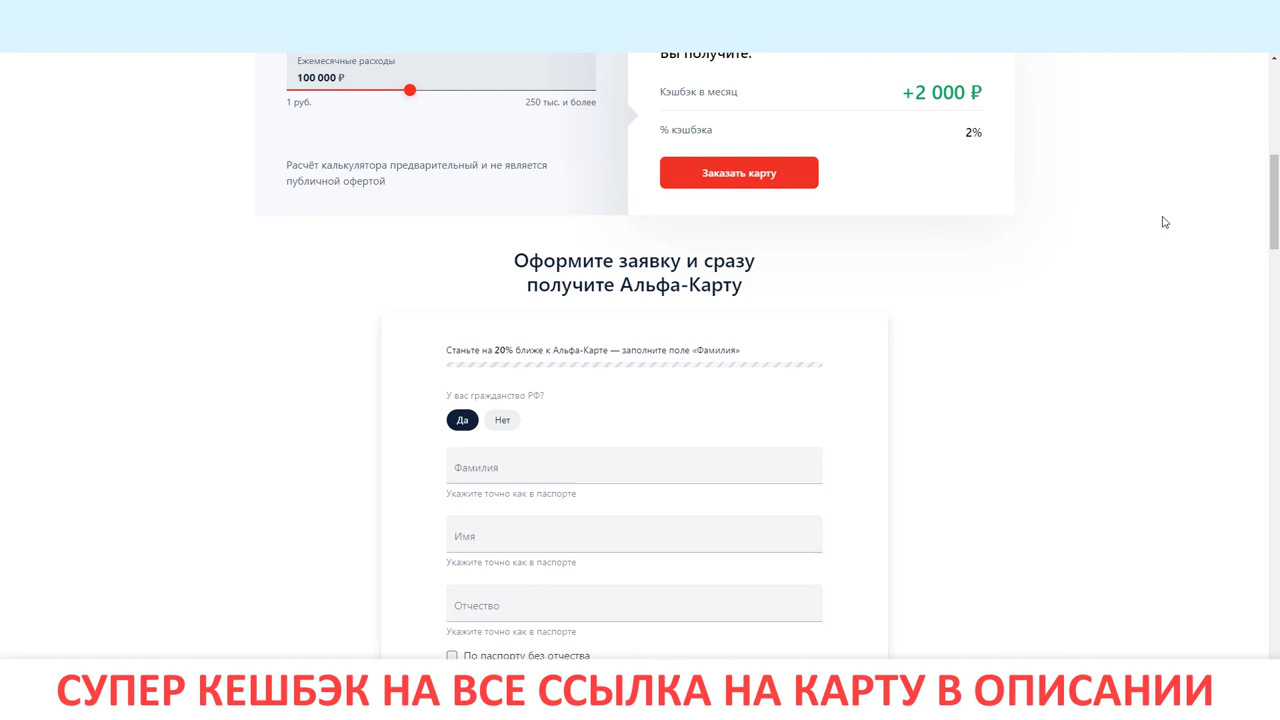 Ежемесячные расходы
100 000 ₽
1 руб.
250 тыс. и более
Расчёт калькулятора предварительный и не является
публичной офертой
Вы получите:
Кэшбэк в месяц
+2 000 ₽
% кэшбэка
2%
Заказать карту
Оформите заявку и сразу
получите Альфа-Карту
Станьте на 20% ближе к Альфа-Карте — заполните поле «Фамилия»
У вас гражданство РФ?
Да
Нет
Фамилия
Укажите точно как в паспорте
Имя
Укажите точно как в паспорте
Отчество
Укажите точно как в паспорте
По паспорту без отчества
СУПЕР КЕШБЭК НА ВСЕ ССЫЛКА НА КАРТУ В ОПИСАНИИ